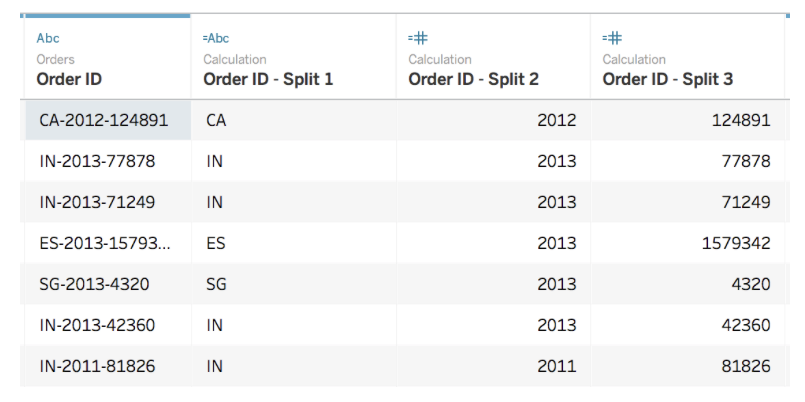 Abc =Abc =# =#
Orders Calculation Calculation Calculation
Order ID Order ID - Split 1 Order ID - Split 2 Order ID - Split 3
CA-2012-124891 CA 2012 124891
IN-2013-77878 IN 2013 77878
IN-2013-71249 IN 2013 71249
ES-2013-15793... ES 2013 1579342
SG-2013-4320 SG 2013 4320
IN-2013-42360 IN 2013 42360
IN-2011-81826 IN 2011 81826